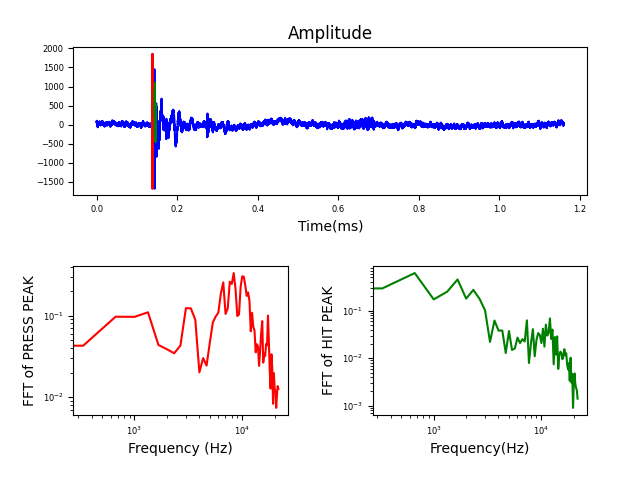 Amplitude
2000
1500
1000
500
0
−500
−1000
−1500
0.0 0.2 0.4 0.6 0.8 1.0 1.2
Time(ms)
FFT of PRESS PEAK
10⁻¹
10⁻²
10³ 10⁴
Frequency (Hz)
FFT of HIT PEAK
10⁻¹
10⁻²
10⁻³
10³ 10⁴
Frequency(Hz)